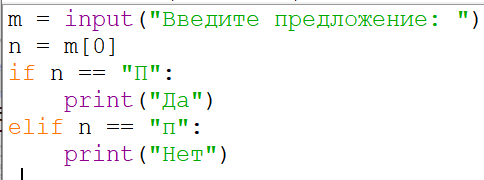 m = input("Введите предложение: ")
n = m[0]
if n == "П":
    print("Да")
elif n == "п":
    print("Нет")